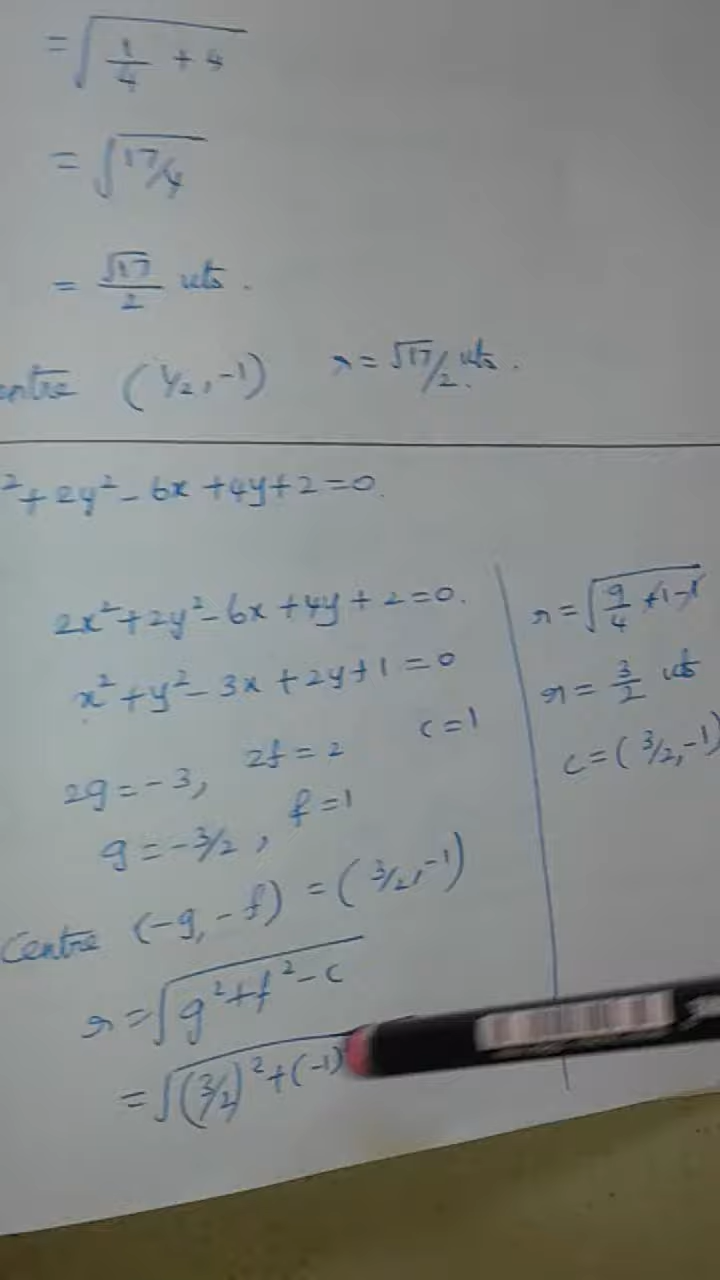 = √(1/4 + 4)
= √(17/4)
= √17/2 uts.
entre (1/2, -1) r = √17/2 uts.
²+2y²-6x+4y+2=0.
2x²+2y²-6x+4y+2=0.
x²+y²-3x+2y+1=0
2g=-3, 2f=2 c=1
g=-3/2, f=1
Centre (-g, -f) = (3/2, -1)
r=√(g²+f²-c)
=√((3/2)²+(-1)
r=√(9/4+1-1)
r=3/2 uts
c=(3/2,-1)